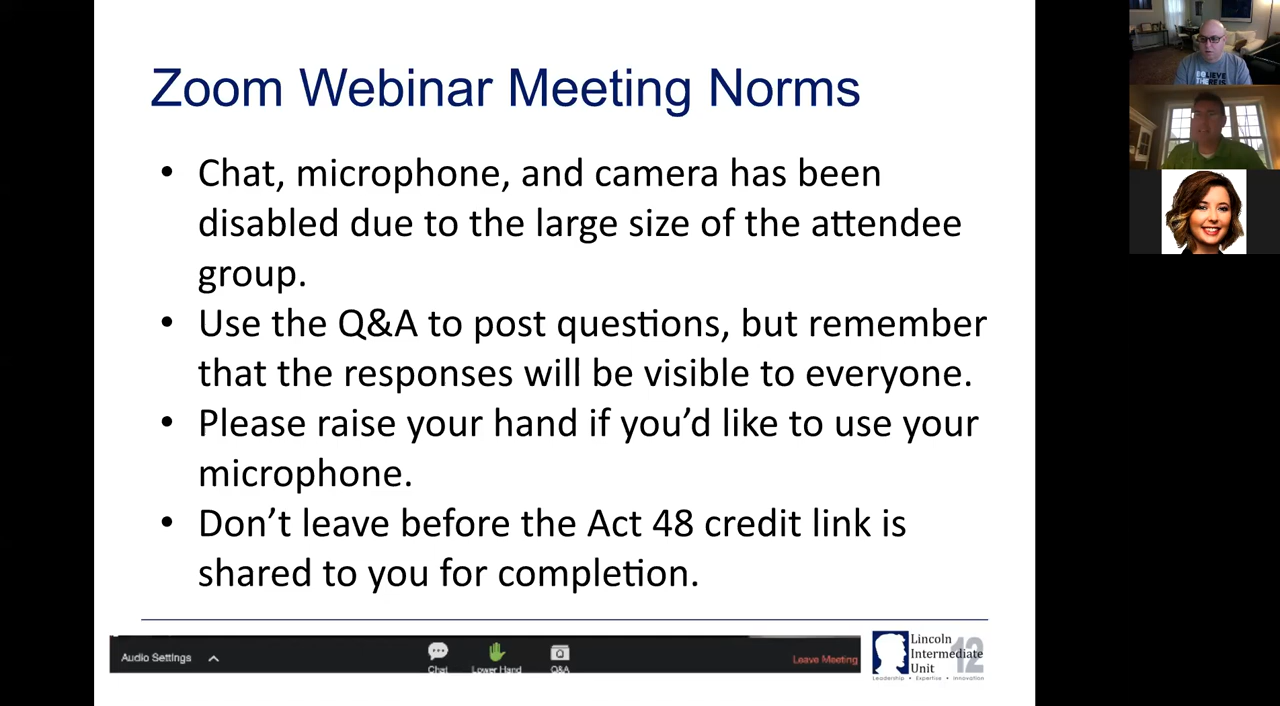 Zoom Webinar Meeting Norms
• Chat, microphone, and camera has been
disabled due to the large size of the attendee
group.
• Use the Q&A to post questions, but remember
that the responses will be visible to everyone.
• Please raise your hand if you’d like to use your
microphone.
• Don’t leave before the Act 48 credit link is
shared to you for completion.
Audio Settings
Chat
Lower Hand
Q&A
Leave Meeting
Lincoln
Intermediate
Unit
12
Leadership • Expertise • Innovation
BELIEVE
THERE IS